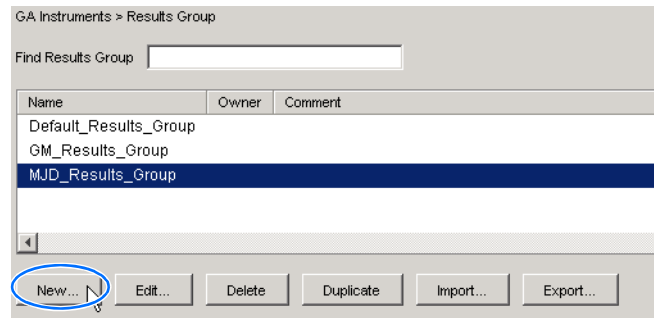 GA Instruments > Results Group
Find Results Group
Name Owner Comment
Default_Results_Group
GM_Results_Group
MJD_Results_Group
New... Edit... Delete Duplicate Import... Export...